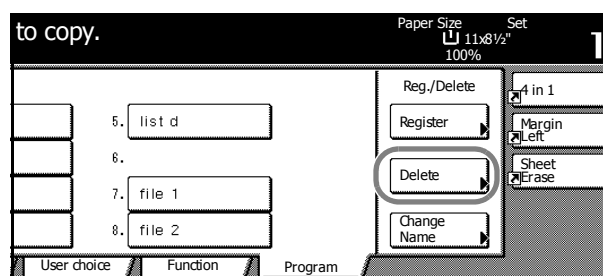 to copy.
Paper Size
Set
11x8½"
100%
1
Reg./Delete
4 in 1
5. list d
Register
Margin
Left
6.
Delete
Sheet
Erase
7. file 1
8. file 2
Change
Name
User choice
Function
Program